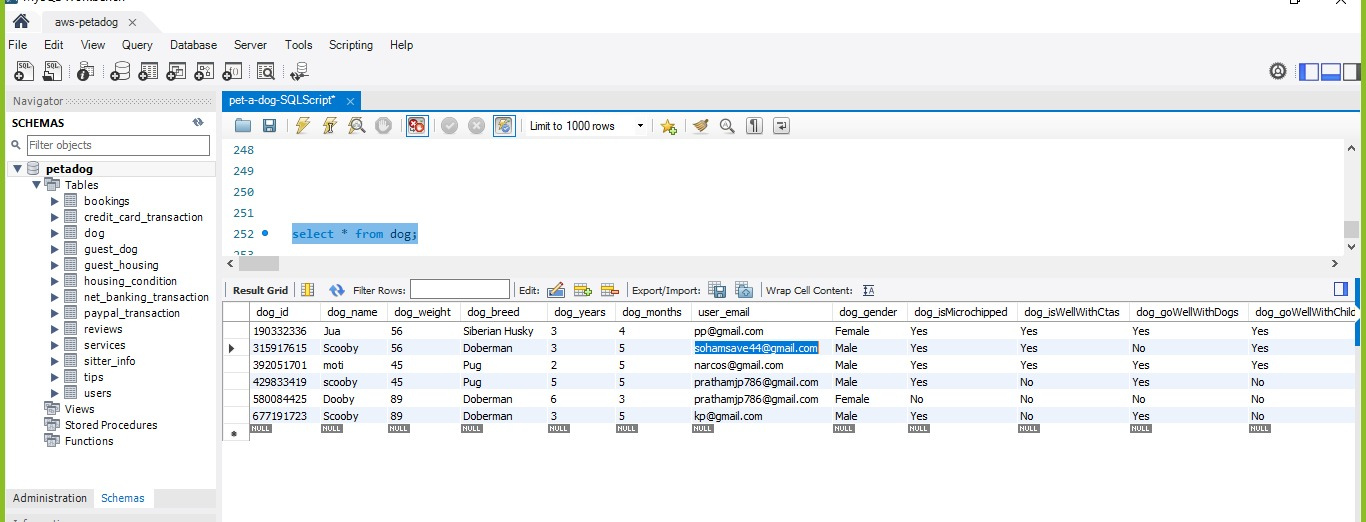 MySQL Workbench
aws-petadog
File Edit View Query Database Server Tools Scripting Help
Navigator
SCHEMAS
Filter objects
petadog
Tables
bookings
credit_card_transaction
dog
guest_dog
guest_housing
housing_condition
net_banking_transaction
paypal_transaction
reviews
services
sitter_info
tips
users
Views
Stored Procedures
Functions
Administration Schemas
pet-a-dog-SQLScript*
Limit to 1000 rows
248
249
250
251
252 select * from dog;
253
Result Grid Filter Rows: Edit: Export/Import: Wrap Cell Content:
dog_id dog_name dog_weight dog_breed dog_years dog_months user_email dog_gender dog_isMicrochipped dog_isWellWithCtas dog_goWellWithDogs dog_goWellWithChild
190332336 Jua 56 Siberian Husky 3 4 pp@gmail.com Female Yes Yes Yes Yes
315917615 Scooby 56 Doberman 3 5 sohamsave44@gmail.com Male Yes Yes No Yes
392051701 moti 45 Pug 2 5 narcos@gmail.com Male Yes Yes Yes Yes
429833419 scooby 45 Pug 5 5 prathamjp786@gmail.com Male Yes No Yes No
580084425 Dooby 89 Doberman 6 3 prathamjp786@gmail.com Female No No No No
677191723 Scooby 89 Doberman 3 5 kp@gmail.com Male Yes No Yes No
NULL NULL NULL NULL NULL NULL NULL NULL NULL NULL NULL NULL